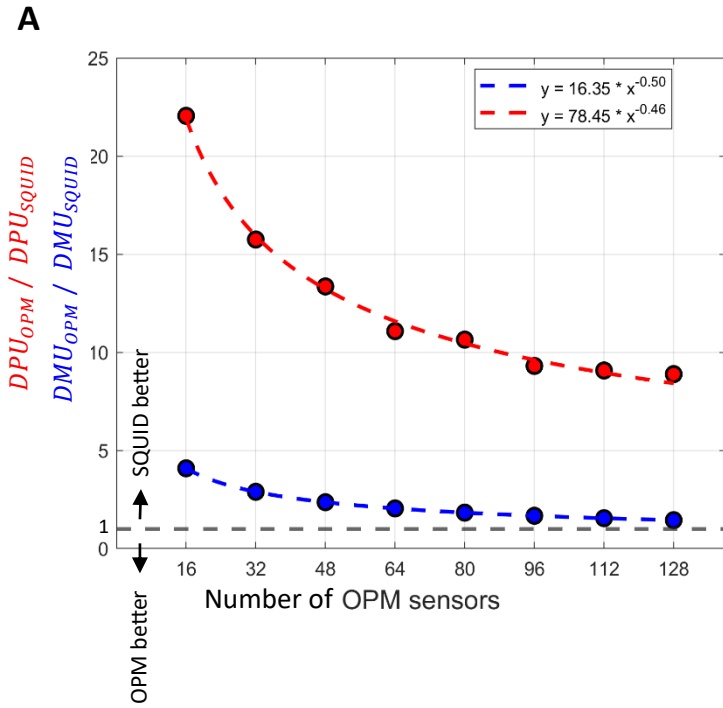 A
25
20
15
10
5
1
0
16 32 48 64 80 96 112 128
Number of OPM sensors
DPU_OPM / DPU_SQUID
DMU_OPM / DMU_SQUID
SQUID better
OPM better
y = 16.35 * x^-0.50
y = 78.45 * x^-0.46